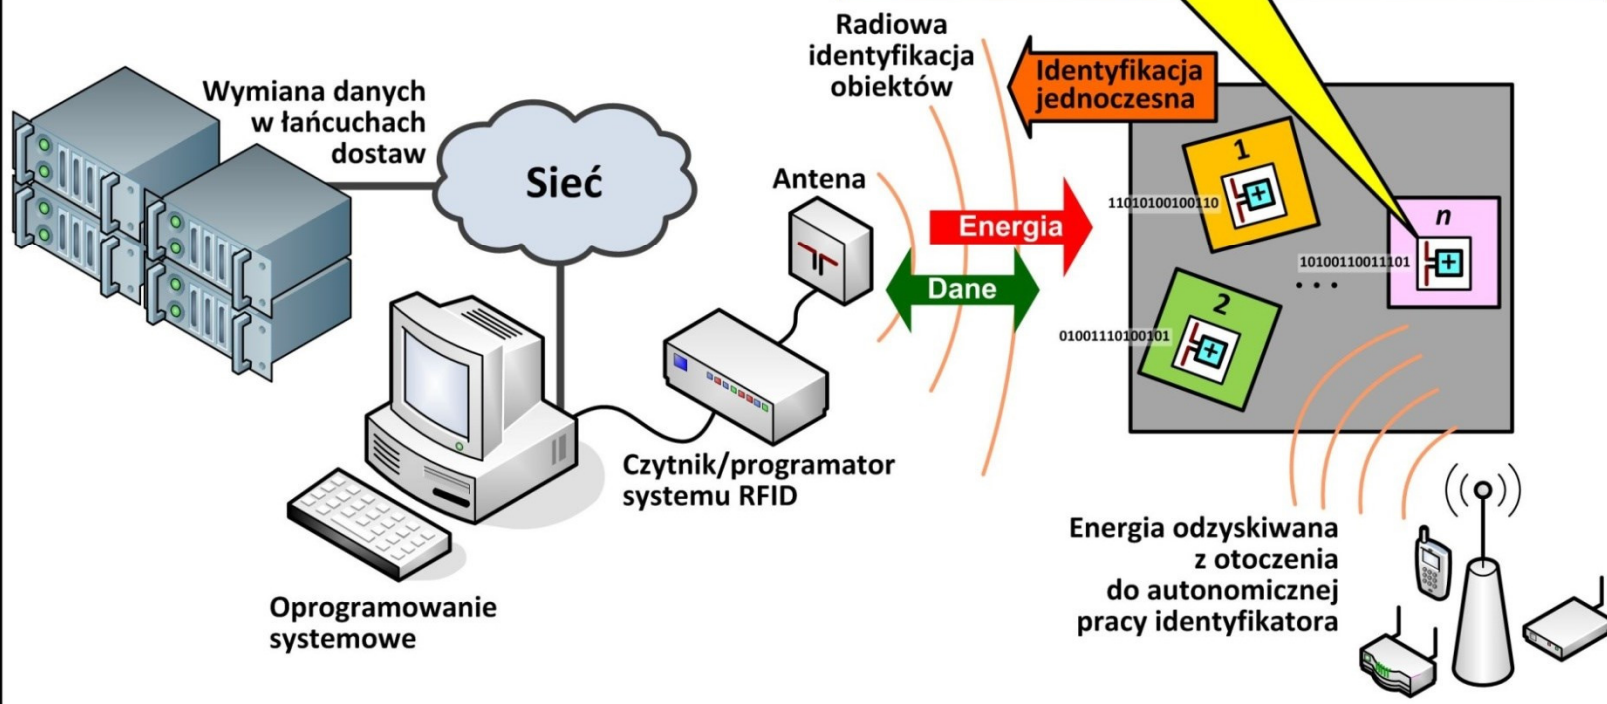 Wymiana danych
w łańcuchach
dostaw
Sieć
Antena
Radiowa
identyfikacja
obiektów
Identyfikacja
jednoczesna
Energia
Dane
1
11010100100110
n
10100110011101
...
2
01001110100101
Czytnik/programator
systemu RFID
Oprogramowanie
systemowe
Energia odzyskiwana
z otoczenia
do autonomicznej
pracy identyfikatora